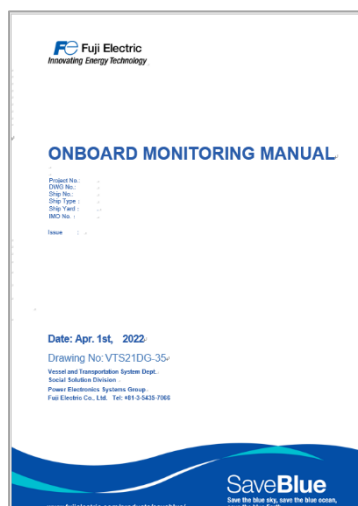 Fe Fuji Electric
Innovating Energy Technology
ONBOARD MONITORING MANUAL
Project No.:
DWG No.:
Ship No.:
Ship Type :
Ship Yard :
IMO No. :
Issue :
Date: Apr. 1st, 2022
Drawing No: VTS21DG-35
Vessel and Transportation System Dept.
Social Solution Division
Power Electronics Systems Group
Fuji Electric Co., Ltd. Tel: +81-3-5435-7066
SaveBlue
Save the blue sky, save the blue ocean,